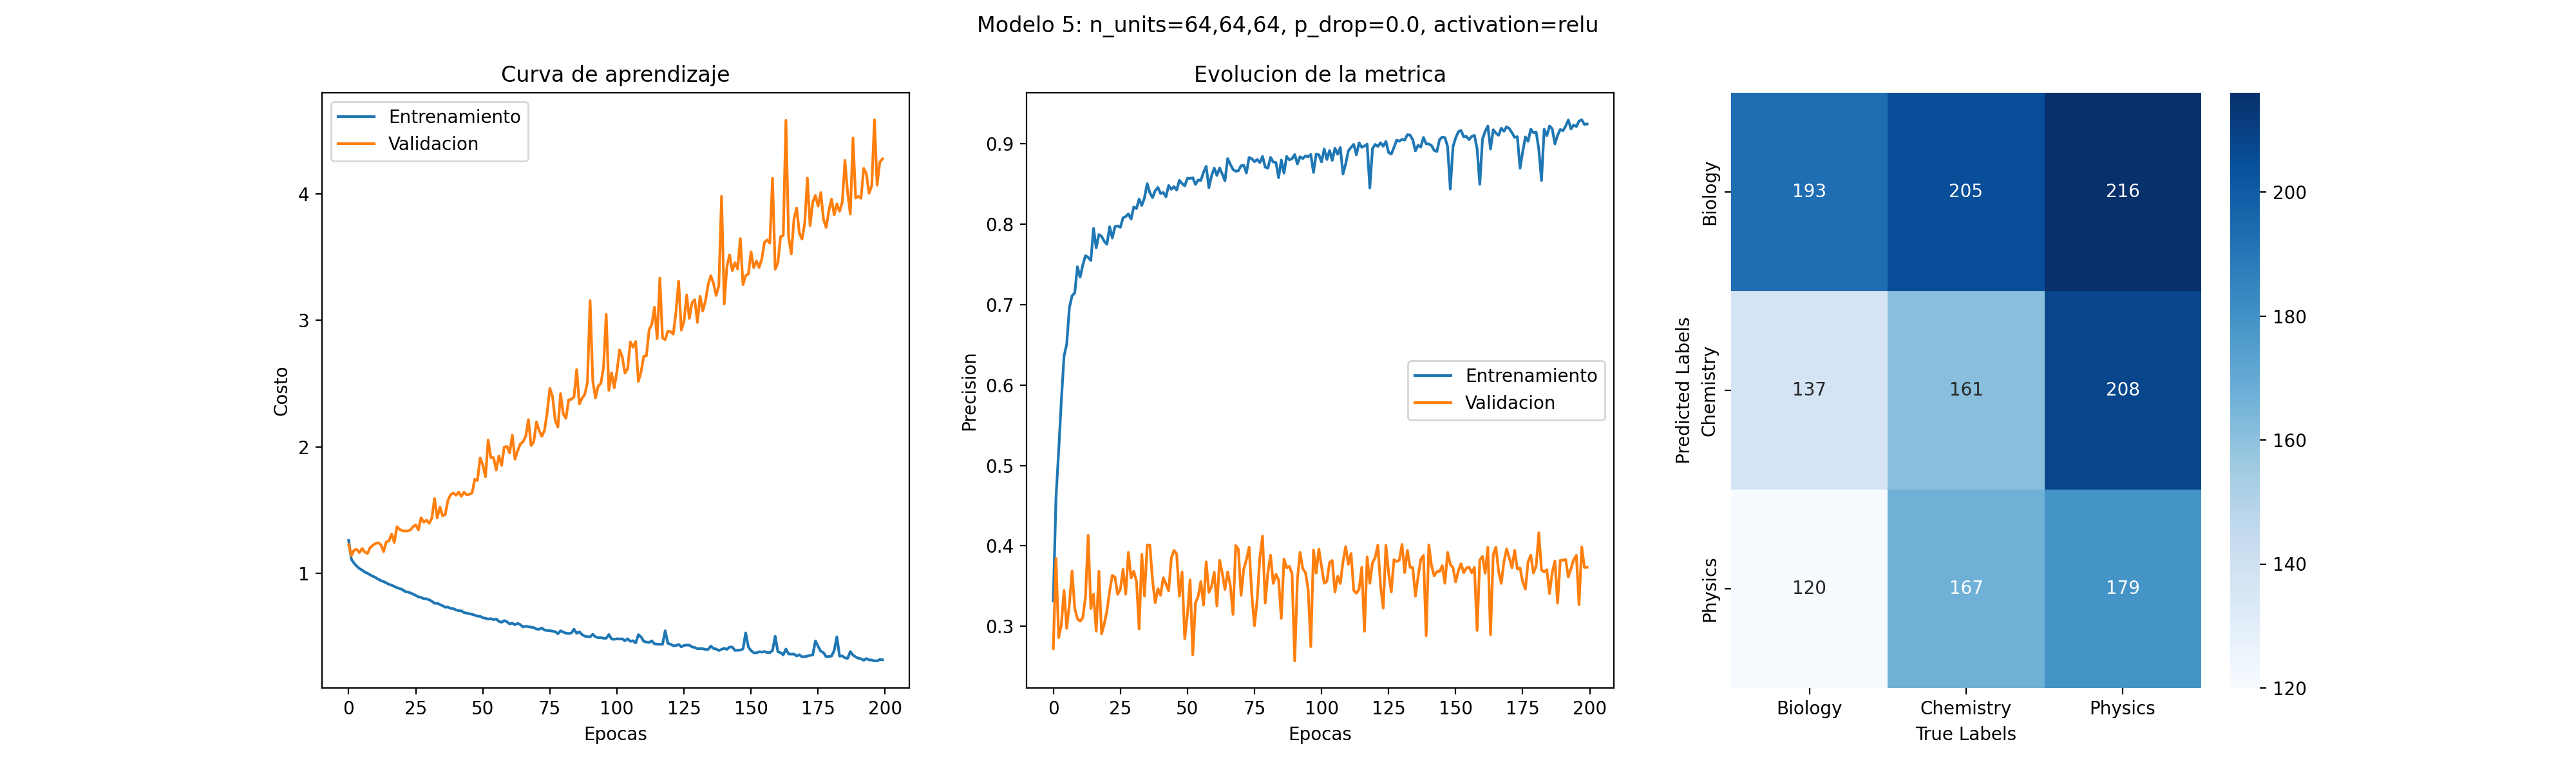 Modelo 5: n_units=64,64,64, p_drop=0.0, activation=relu
Curva de aprendizaje
Entrenamiento
Validacion
4
3
2
1
Costo
0 25 50 75 100 125 150 175 200
Epocas
Evolucion de la metrica
0.9
0.8
0.7
0.6
0.5
0.4
0.3
Precision
Entrenamiento
Validacion
0 25 50 75 100 125 150 175 200
Epocas
Predicted Labels
Biology
193 205 216
Chemistry
137 161 208
Physics
120 167 179
Biology Chemistry Physics
True Labels
200
180
160
140
120